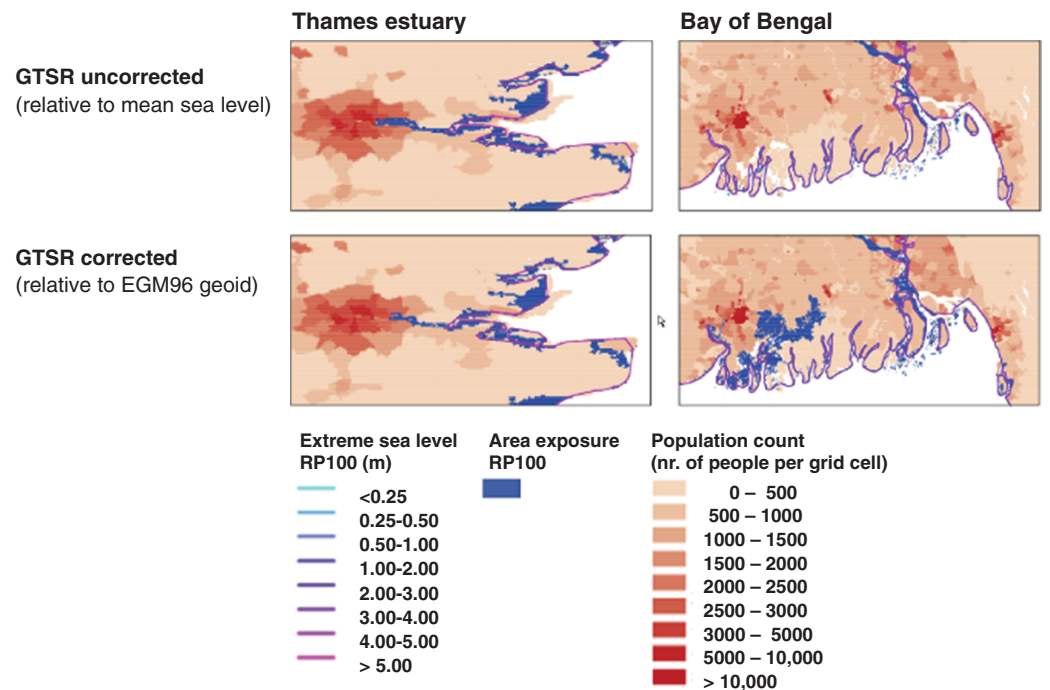 Thames estuary
Bay of Bengal
GTSR uncorrected
(relative to mean sea level)
GTSR corrected
(relative to EGM96 geoid)
Extreme sea level
RP100 (m)
<0.25
0.25-0.50
0.50-1.00
1.00-2.00
2.00-3.00
3.00-4.00
4.00-5.00
> 5.00
Area exposure
RP100
Population count
(nr. of people per grid cell)
0 – 500
500 – 1000
1000 – 1500
1500 – 2000
2000 – 2500
2500 – 3000
3000 – 5000
5000 – 10,000
> 10,000